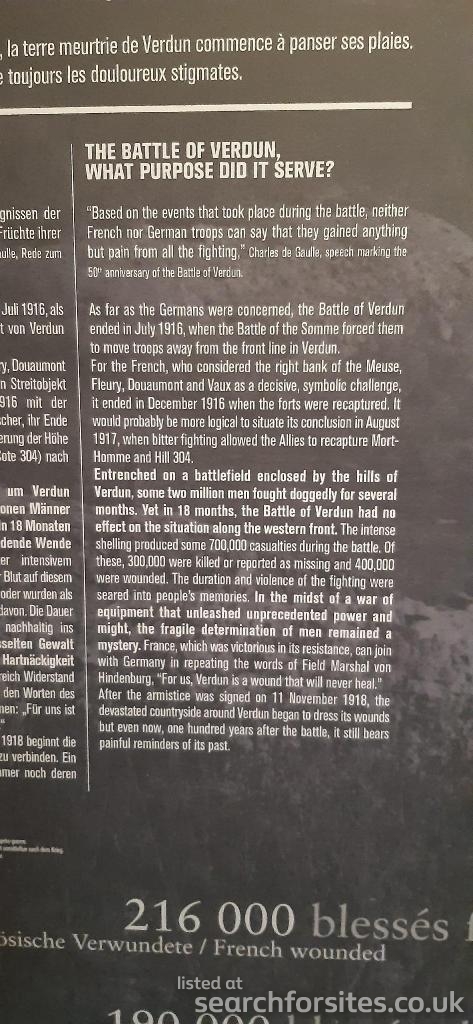 , la terre meurtrie de Verdun commence à panser ses plaies.
e toujours les douloureux stigmates.
THE BATTLE OF VERDUN,
WHAT PURPOSE DID IT SERVE?
gnissen der
Früchte ihrer
aulle, Rede zum
Juli 1916, als
t von Verdun
ry, Douaumont
n Streitobjekt
916 mit der
scher, ihr Ende
erung der Höhe
Cote 304) nach
um Verdun
onen Männer
In 18 Monaten
dende Wende
er intensivem
Blut auf diesem
oder wurden als
davon. Die Dauer
nachhaltig ins
sselten Gewalt
Hartnäckigkeit
reich Widerstand
den Worten des
nen: „Für uns ist
“
1918 beginnt die
zu verbinden. Ein
mmer noch deren
“Based on the events that took place during the battle, neither
French nor German troops can say that they gained anything
but pain from all the fighting,” Charles de Gaulle, speech marking the
50th anniversary of the Battle of Verdun.
As far as the Germans were concerned, the Battle of Verdun
ended in July 1916, when the Battle of the Somme forced them
to move troops away from the front line in Verdun.
For the French, who considered the right bank of the Meuse,
Fleury, Douaumont and Vaux as a decisive, symbolic challenge,
it ended in December 1916 when the forts were recaptured. It
would probably be more logical to situate its conclusion in August
1917, when bitter fighting allowed the Allies to recapture Mort-
Homme and Hill 304.
Entrenched on a battlefield enclosed by the hills of
Verdun, some two million men fought doggedly for several
months. Yet in 18 months, the Battle of Verdun had no
effect on the situation along the western front. The intense
shelling produced some 700,000 casualties during the battle. Of
these, 300,000 were killed or reported as missing and 400,000
were wounded. The duration and violence of the fighting were
seared into people's memories. In the midst of a war of
equipment that unleashed unprecedented power and
might, the fragile determination of men remained a
mystery. France, which was victorious in its resistance, can join
with Germany in repeating the words of Field Marshal von
Hindenburg, “For us, Verdun is a wound that will never heal.”
After the armistice was signed on 11 November 1918, the
devastated countryside around Verdun began to dress its wounds
but even now, one hundred years after the battle, it still bears
painful reminders of its past.
216 000 blessés f
ösische Verwundete / French wounded
listed at
searchforsites.co.uk